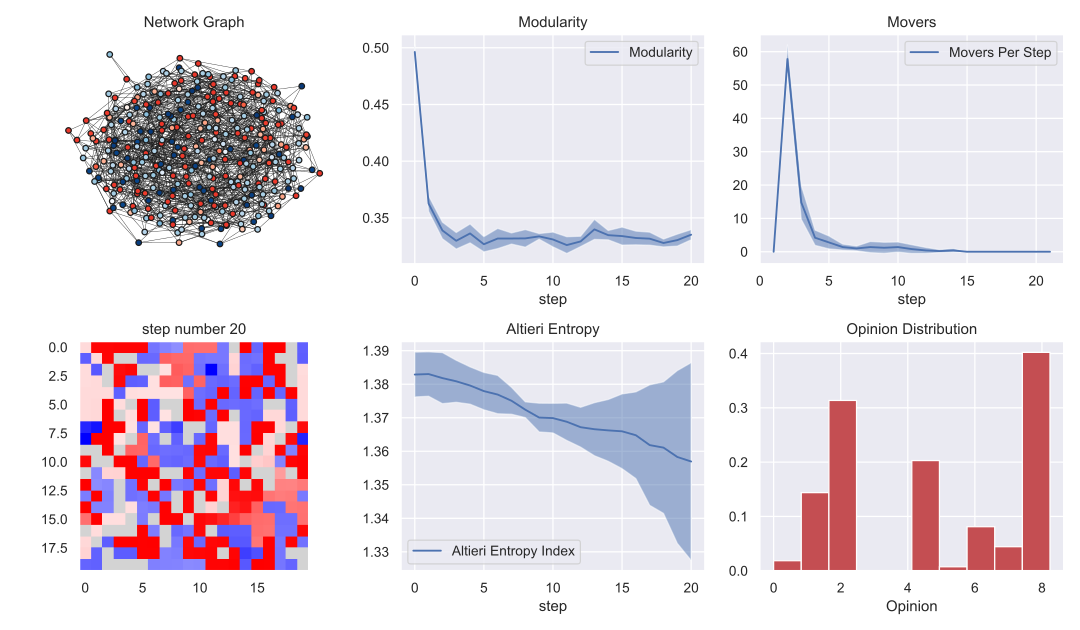 Network Graph
Modularity
0.50
0.45
0.40
0.35
0 5 10 15 20
step
Modularity
Movers
60
50
40
30
20
10
0
0 5 10 15 20
step
Movers Per Step
step number 20
0.0
2.5
5.0
7.5
10.0
12.5
15.0
17.5
0 5 10 15
Altieri Entropy
1.39
1.38
1.37
1.36
1.35
1.34
1.33
0 5 10 15 20
step
Altieri Entropy Index
Opinion Distribution
0.4
0.3
0.2
0.1
0.0
0 2 4 6 8
Opinion